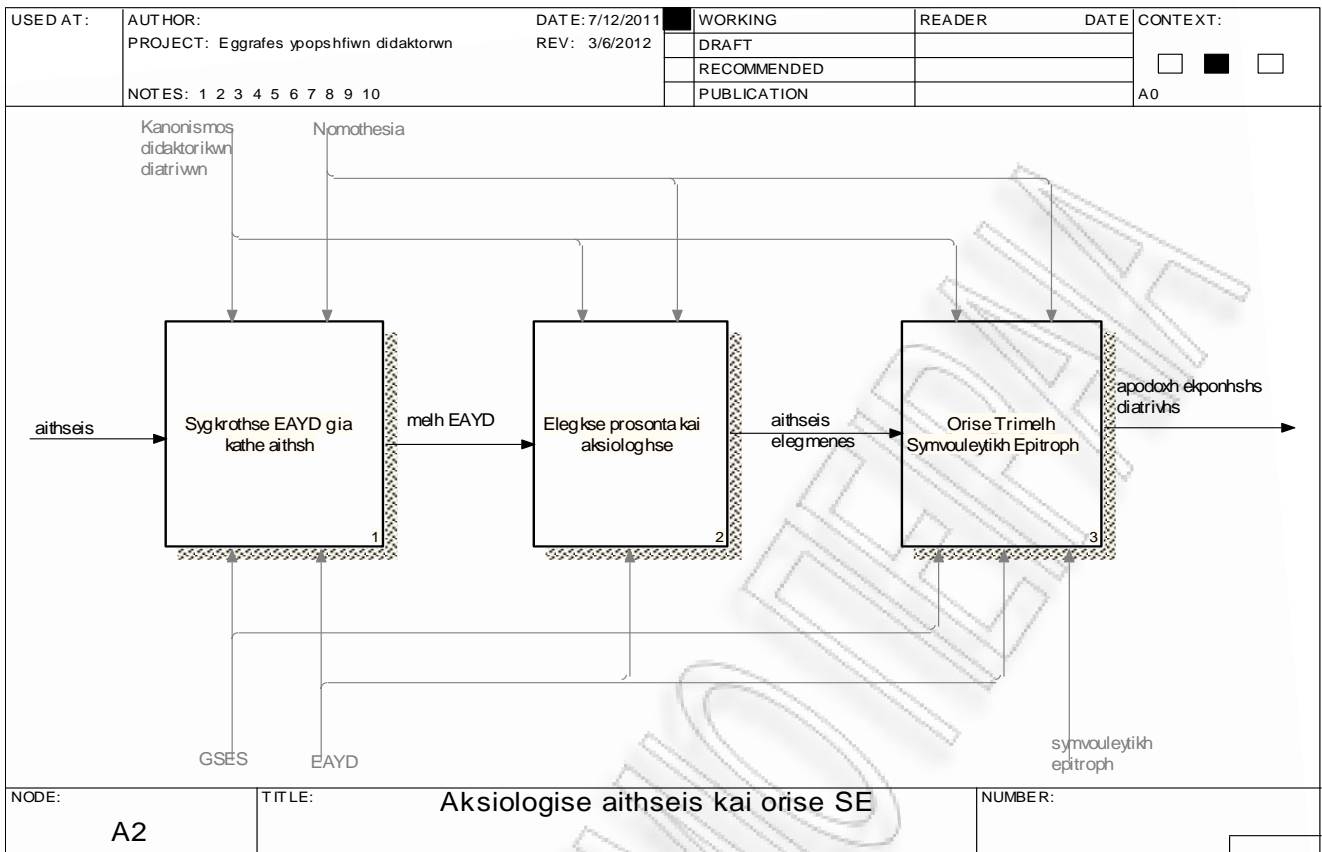 USED AT:
AUTHOR:
DATE: 7/12/2011
WORKING
READER
DATE
CONTEXT:
PROJECT: Eggrafes ypopshfiwn didaktorwn
REV: 3/6/2012
DRAFT
RECOMMENDED
NOTES: 1 2 3 4 5 6 7 8 9 10
PUBLICATION
A0
Kanonismos
didaktorikwn
diatrivwn
Nomothesia
aithseis
Sygkrothse EAYD gia
kathe aithsh
1
melh EAYD
Elegkse prosonta kai
aksiologhse
2
aithseis
elegmenes
Orise Trimelh
Symvouleytikh Epitroph
3
apodoxh ekponhshs
diatrivhs
GSES
EAYD
symvouleytikh
epitroph
NODE:
A2
TITLE:
Aksiologise aithseis kai orise SE
NUMBER: